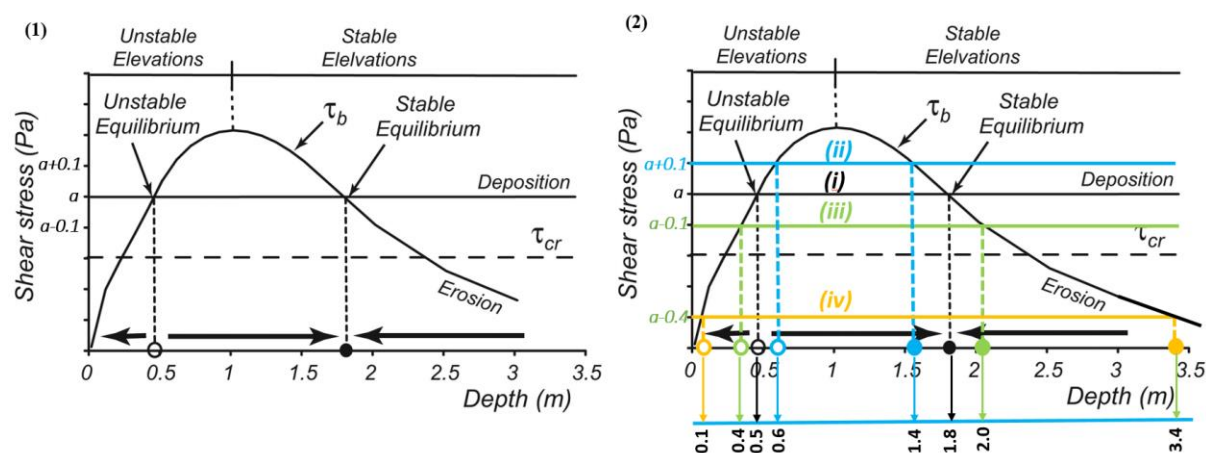 (1)
Unstable
Elevations
Stable
Elevations
Unstable
Equilibrium
τb
Stable
Equilibrium
Shear stress (Pa)
a+0.1
a
a-0.1
Deposition
τcr
Erosion
0 0.5 1 1.5 2 2.5 3 3.5
Depth (m)
(2)
Unstable
Elevations
Stable
Elelvations
Unstable
Equilibrium
τb
Stable
Equilibrium
Shear stress (Pa)
a+0.1
a
a-0.1
a-0.4
(ii)
(i)
(iii)
(iv)
Deposition
τcr
Erosion
0 0.5 1 1.5 2 2.5 3 3.5
Depth (m)
0.1 0.4 0.5 0.6 1.4 1.8 2.0 3.4